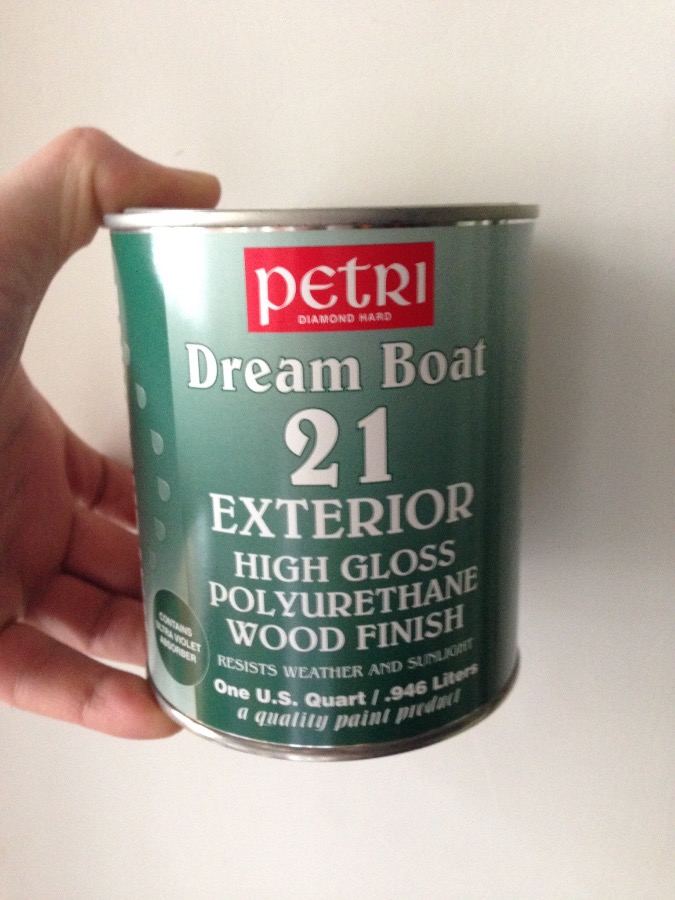 PETRI
DIAMOND HARD
Dream Boat
21
EXTERIOR
HIGH GLOSS
POLYURETHANE
WOOD FINISH
RESISTS WEATHER AND SUNLIGHT
One U.S. Quart / .946 Liters
a quality paint product
CONTAINS
ULTRA VIOLET
ABSORBER